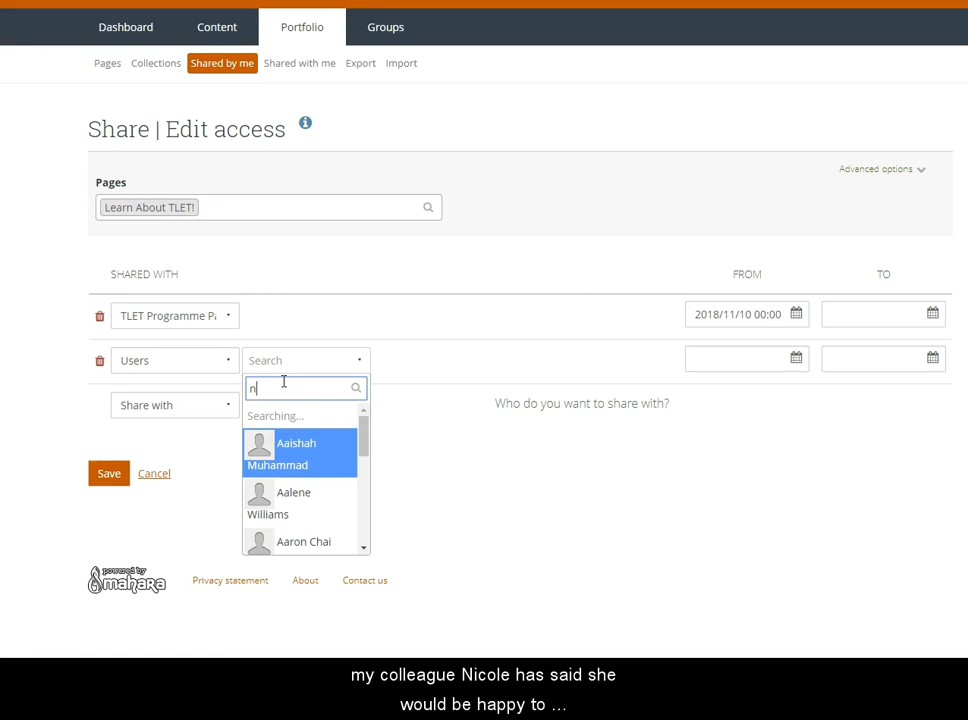 Dashboard Content Portfolio Groups
Pages Collections Shared by me Shared with me Export Import
Share | Edit access
Advanced options
Pages
Learn About TLET!
SHARED WITH FROM TO
TLET Programme Pa 2018/11/10 00:00
Users Search
n
Searching...
Share with Who do you want to share with?
Aaishah
Muhammad
Save Cancel
Aalene
Williams
Aaron Chai
powered by
mahara Privacy statement About Contact us
my colleague Nicole has said she
would be happy to ...